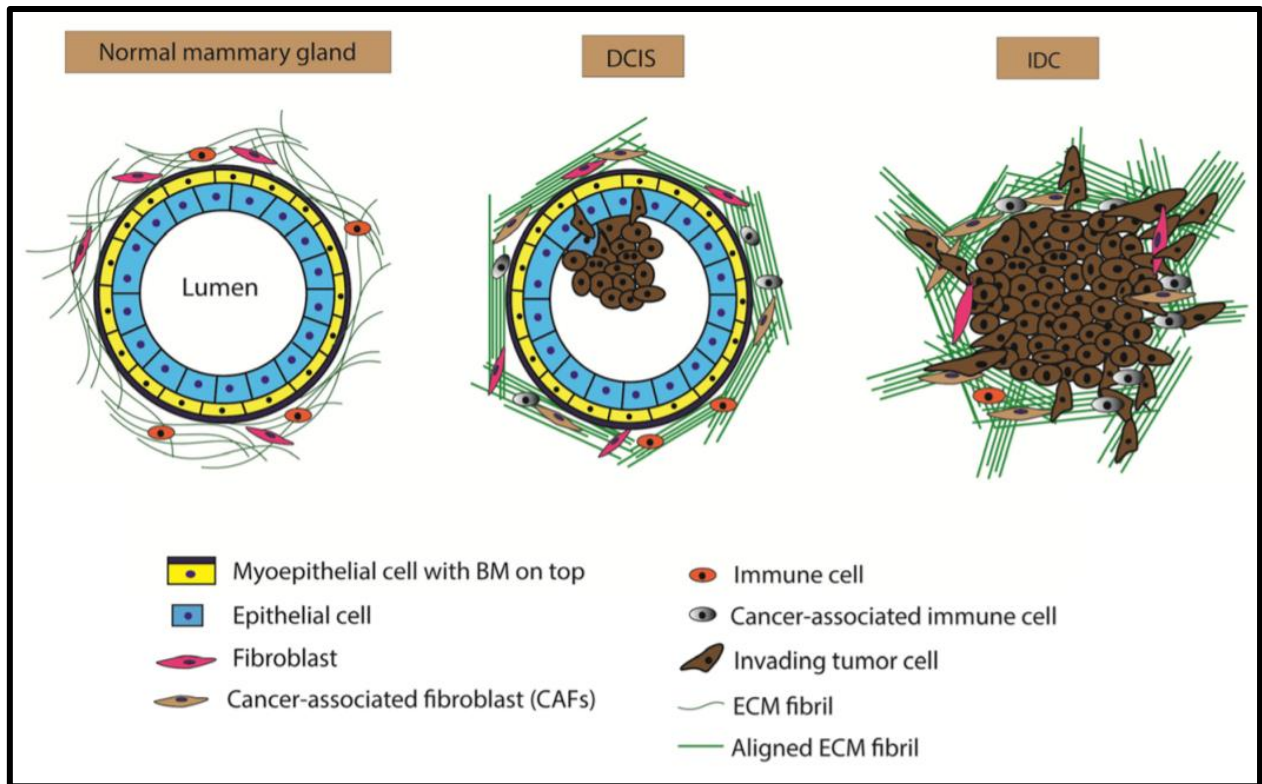 Normal mammary gland
DCIS
IDC
Lumen
Myoepithelial cell with BM on top
Epithelial cell
Fibroblast
Cancer-associated fibroblast (CAFs)
Immune cell
Cancer-associated immune cell
Invading tumor cell
ECM fibril
Aligned ECM fibril